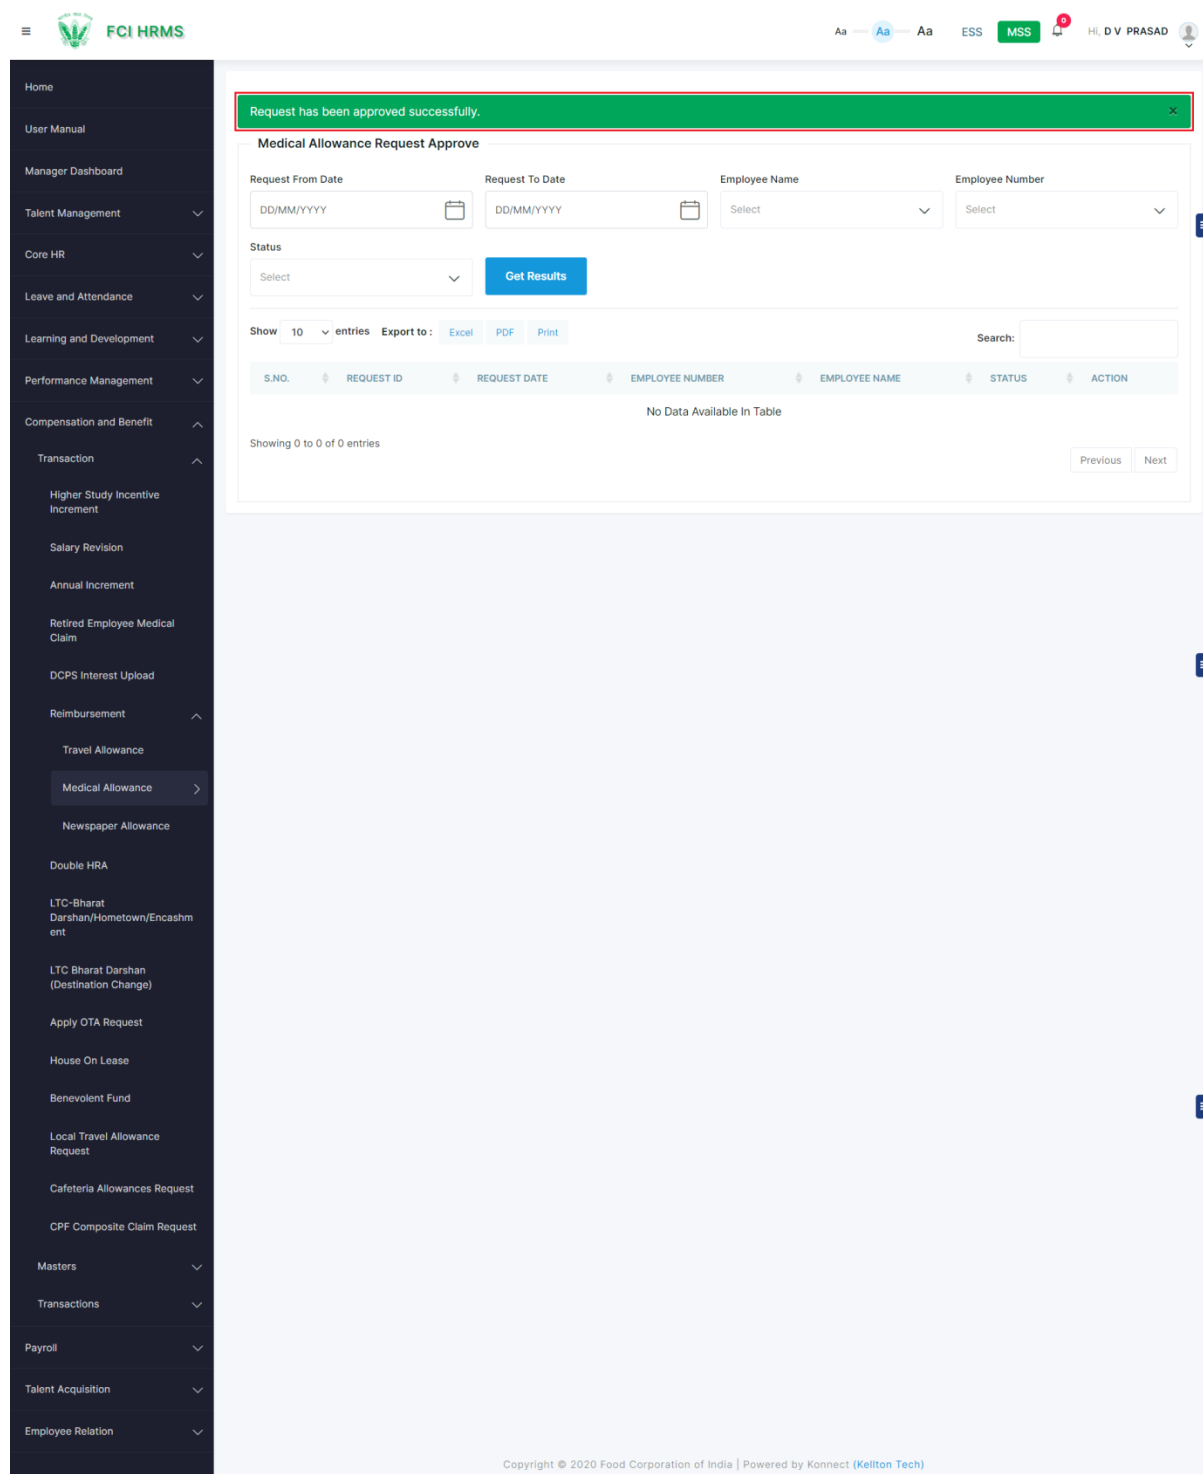 FCI HRMS
Aa Aa Aa ESS MSS 0 Hi, D V PRASAD
Home
User Manual
Manager Dashboard
Talent Management
Core HR
Leave and Attendance
Learning and Development
Performance Management
Compensation and Benefit
Transaction
Higher Study Incentive
Increment
Salary Revision
Annual Increment
Retired Employee Medical
Claim
DCPS Interest Upload
Reimbursement
Travel Allowance
Medical Allowance
Newspaper Allowance
Double HRA
LTC-Bharat
Darshan/Hometown/Encashm
ent
LTC Bharat Darshan
(Destination Change)
Apply OTA Request
House On Lease
Benevolent Fund
Local Travel Allowance
Request
Cafeteria Allowances Request
CPF Composite Claim Request
Masters
Transactions
Payroll
Talent Acquisition
Employee Relation
Request has been approved successfully. ×
Medical Allowance Request Approve
Request From Date Request To Date Employee Name Employee Number
DD/MM/YYYY DD/MM/YYYY Select Select
Status
Select Get Results
Show 10 entries Export to : Excel PDF Print Search:
S.NO. REQUEST ID REQUEST DATE EMPLOYEE NUMBER EMPLOYEE NAME STATUS ACTION
No Data Available In Table
Showing 0 to 0 of 0 entries
Previous Next
Copyright © 2020 Food Corporation of India | Powered by Konnect (Kellton Tech)